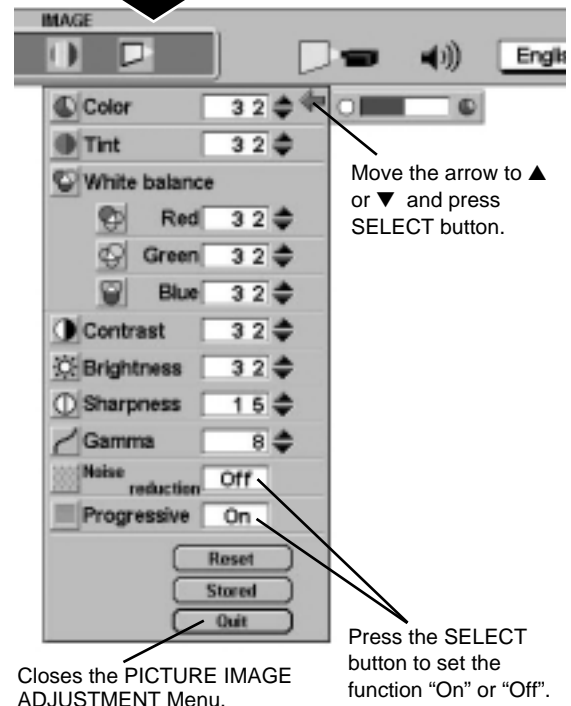 IMAGE
Englis
Color 3 2
Tint 3 2
White balance
Red 3 2
Green 3 2
Blue 3 2
Contrast 3 2
Brightness 3 2
Sharpness 1 5
Gamma 8
Noise
reduction Off
Progressive On
Reset
Stored
Quit
Move the arrow to ▲
or ▼ and press
SELECT button.
Press the SELECT
button to set the
function “On” or “Off”.
Closes the PICTURE IMAGE
ADJUSTMENT Menu.